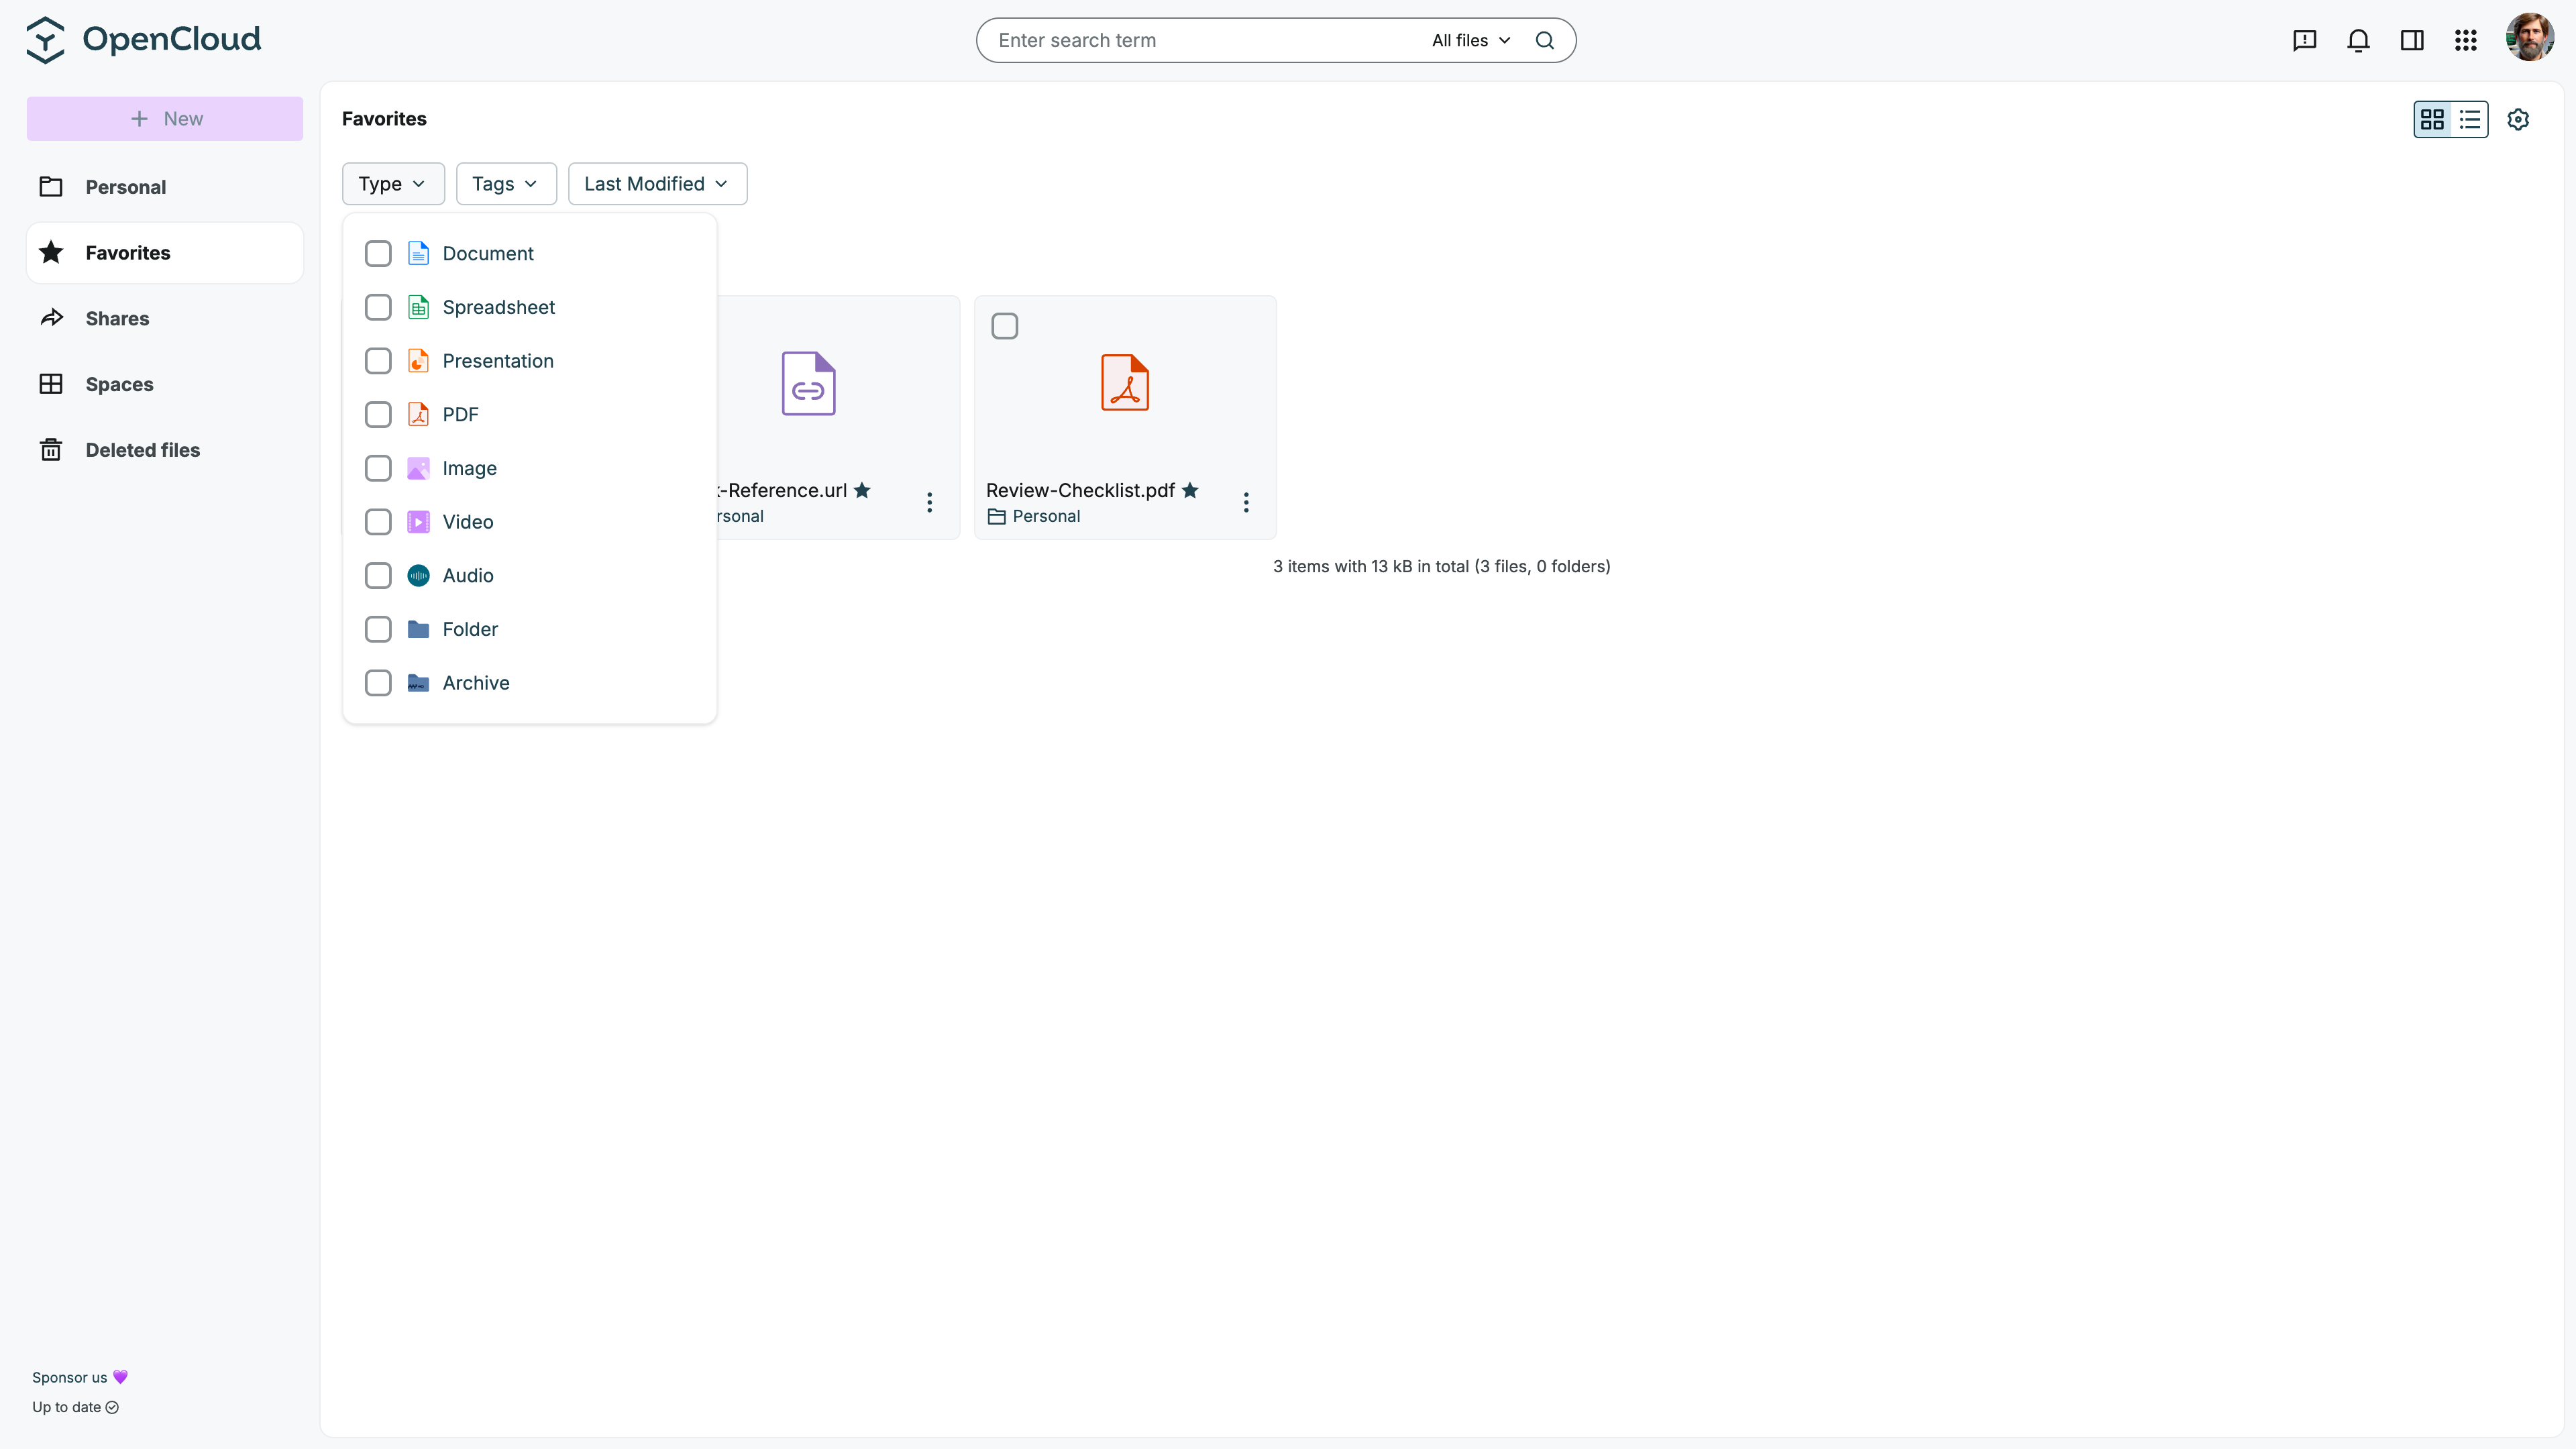 OpenCloud
Enter search term
All files
New
Personal
Favorites
Shares
Spaces
Deleted files
Sponsor us 💜
Up to date
Favorites
Type
Tags
Last Modified
Document
Spreadsheet
Presentation
PDF
Image
Video
Audio
Folder
Archive
-Reference.url
rsonal
Review-Checklist.pdf
Personal
3 items with 13 kB in total (3 files, 0 folders)